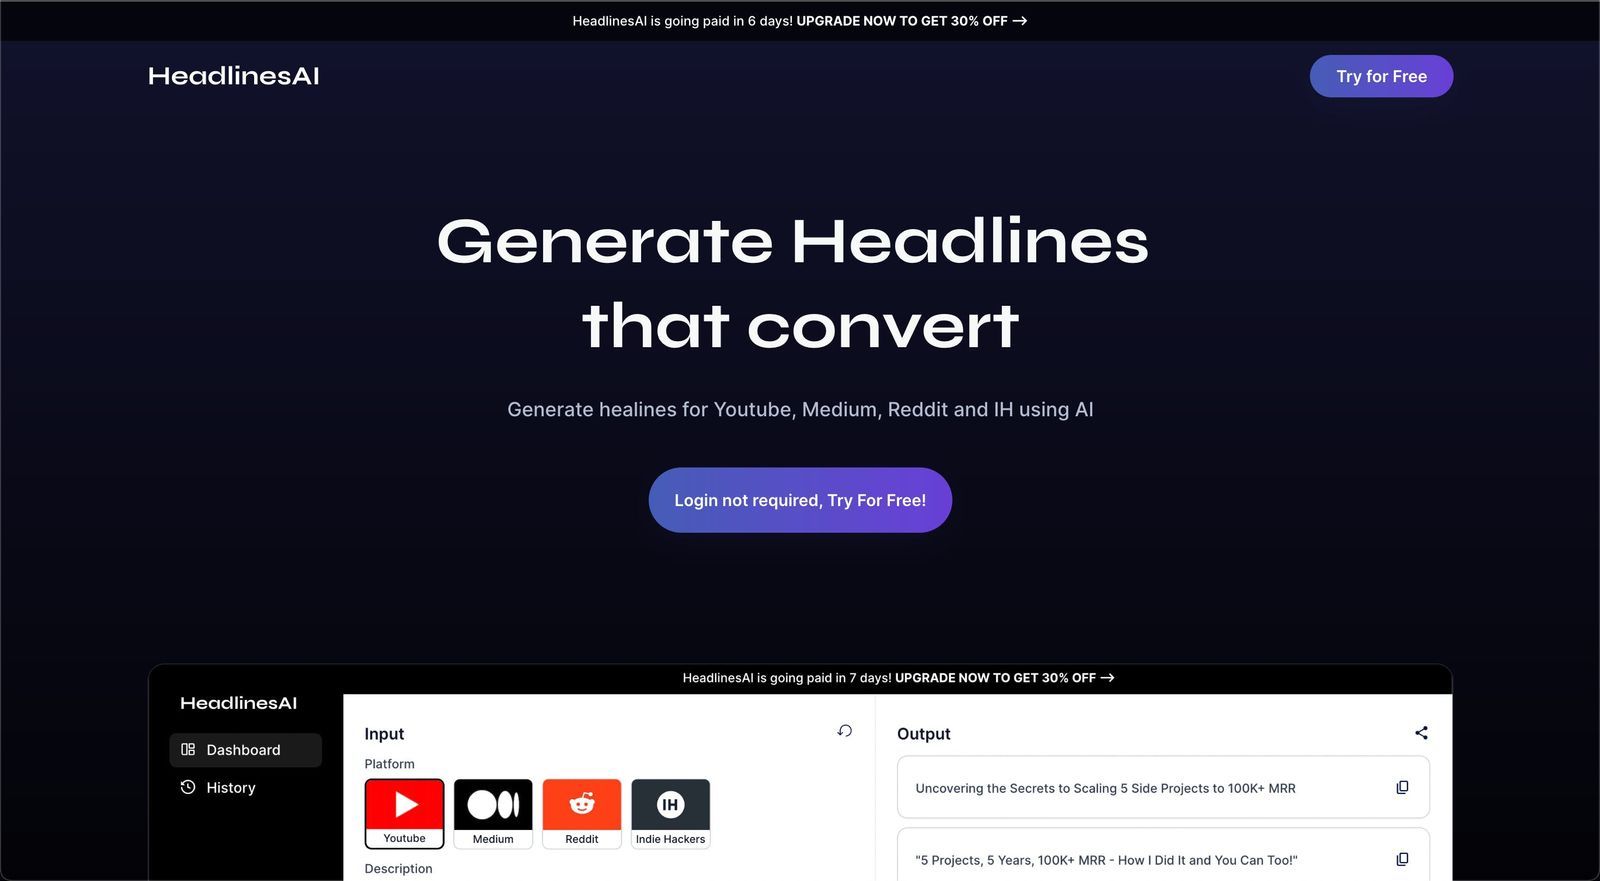 HeadlinesAI is going paid in 6 days! UPGRADE NOW TO GET 30% OFF →
HeadlinesAI
Try for Free
Generate Headlines
that convert
Generate healines for Youtube, Medium, Reddit and IH using AI
Login not required, Try For Free!
HeadlinesAI is going paid in 7 days! UPGRADE NOW TO GET 30% OFF →
HeadlinesAI
Dashboard
History
Input
Platform
IH
Youtube
Medium
Reddit
Indie Hackers
Description
Output
Uncovering the Secrets to Scaling 5 Side Projects to 100K+ MRR
"5 Projects, 5 Years, 100K+ MRR - How I Did It and You Can Too!"